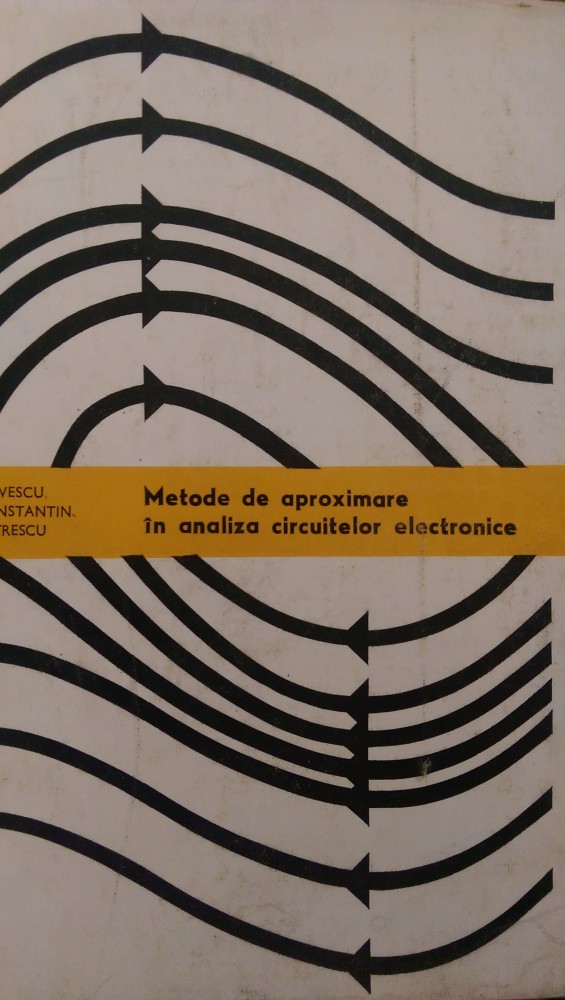 VESCU,
NSTANTIN-
TRESCU
Metode de aproximare
în analiza circuitelor electronice